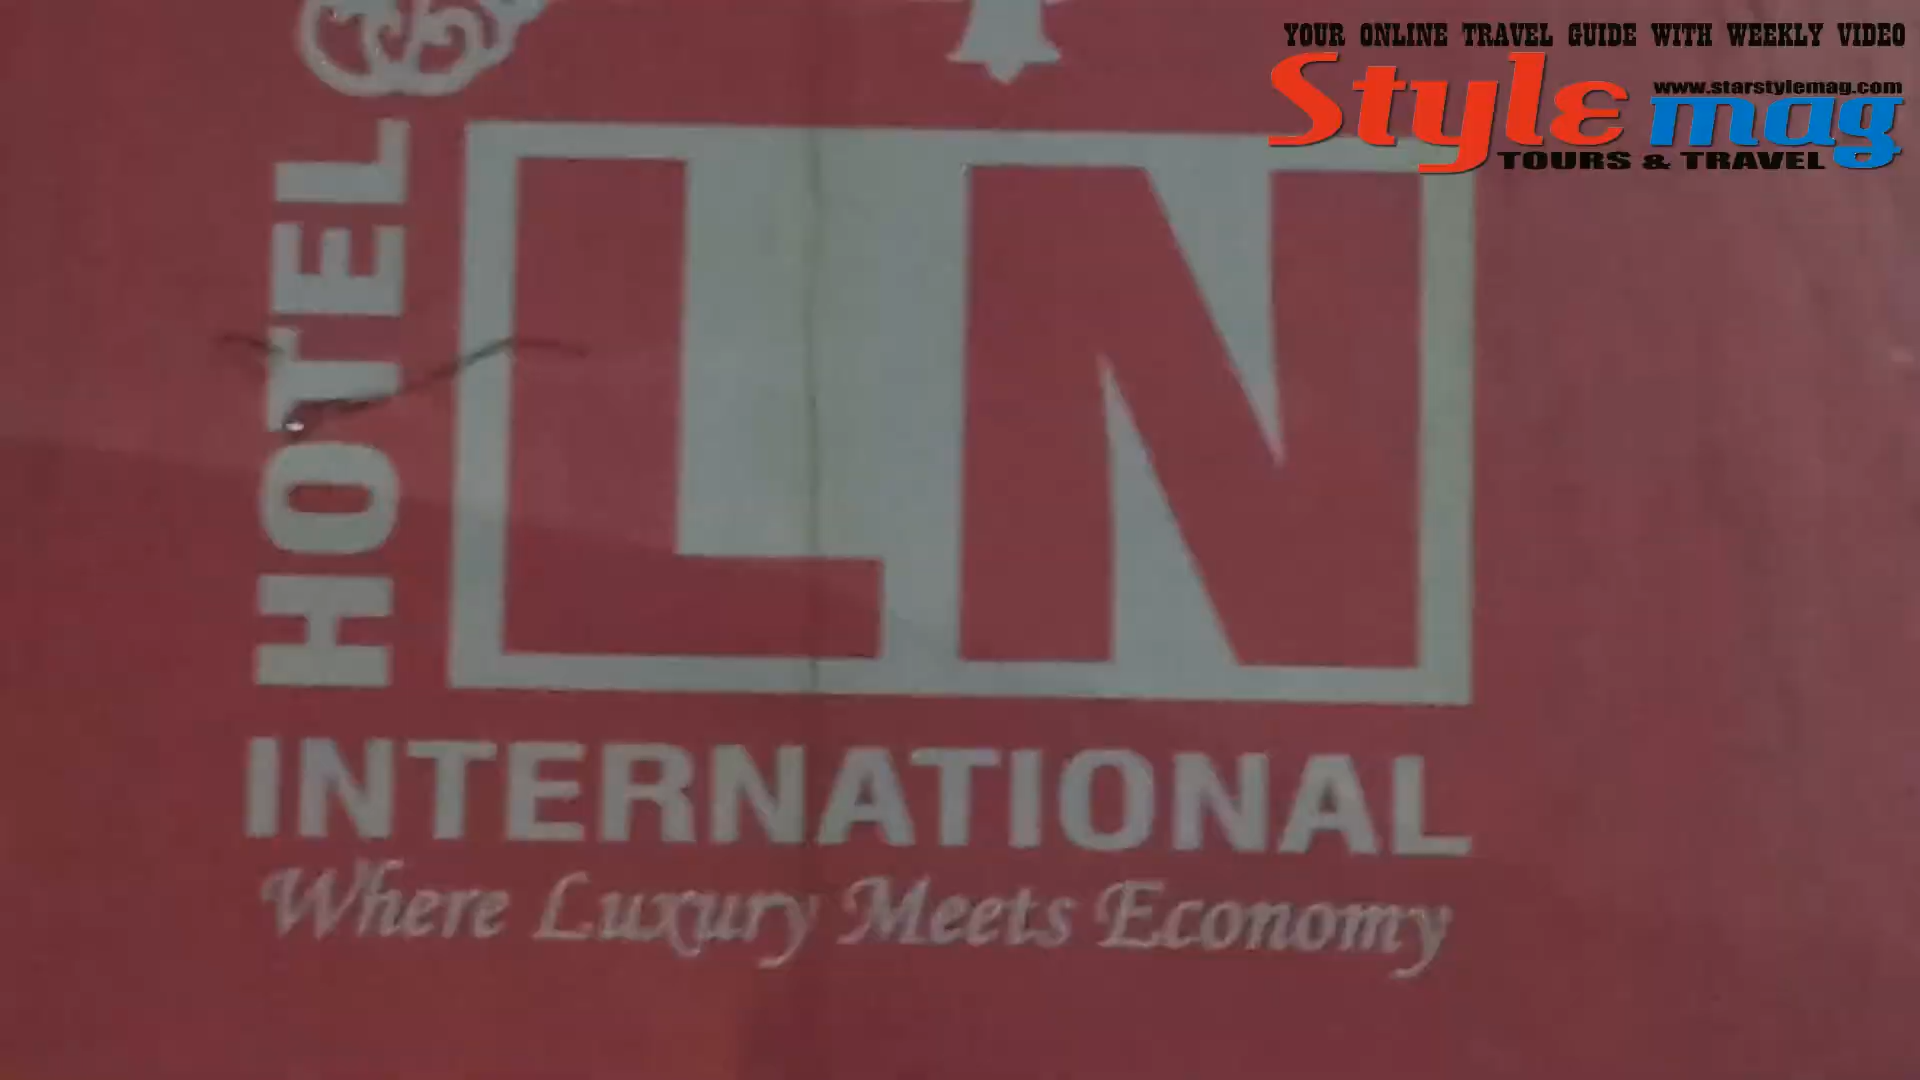 YOUR ONLINE TRAVEL GUIDE WITH WEEKLY VIDEO
www.starstylemag.com
Style mag
TOURS & TRAVEL
HOTEL
LN
INTERNATIONAL
Where Luxury Meets Economy